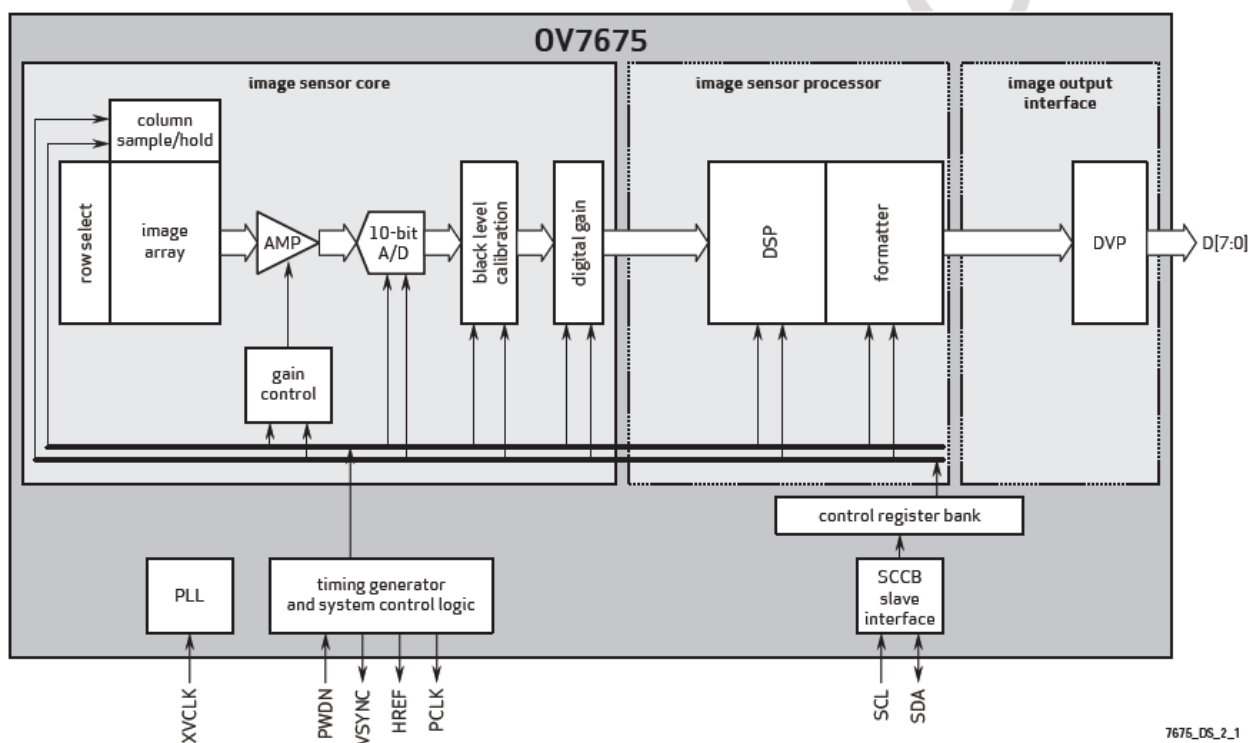 OV7675
image sensor core
image sensor processor
image output
interface
column
sample/hold
row select
image
array
AMP
10-bit
A/D
black level
calibration
digital gain
DSP
formatter
DVP
D[7:0]
gain
control
control register bank
PLL
timing generator
and system control logic
SCCB
slave
interface
XVCLK
PWDN
VSYNC
HREF
PCLK
SCL
SDA
7675_DS_2_1